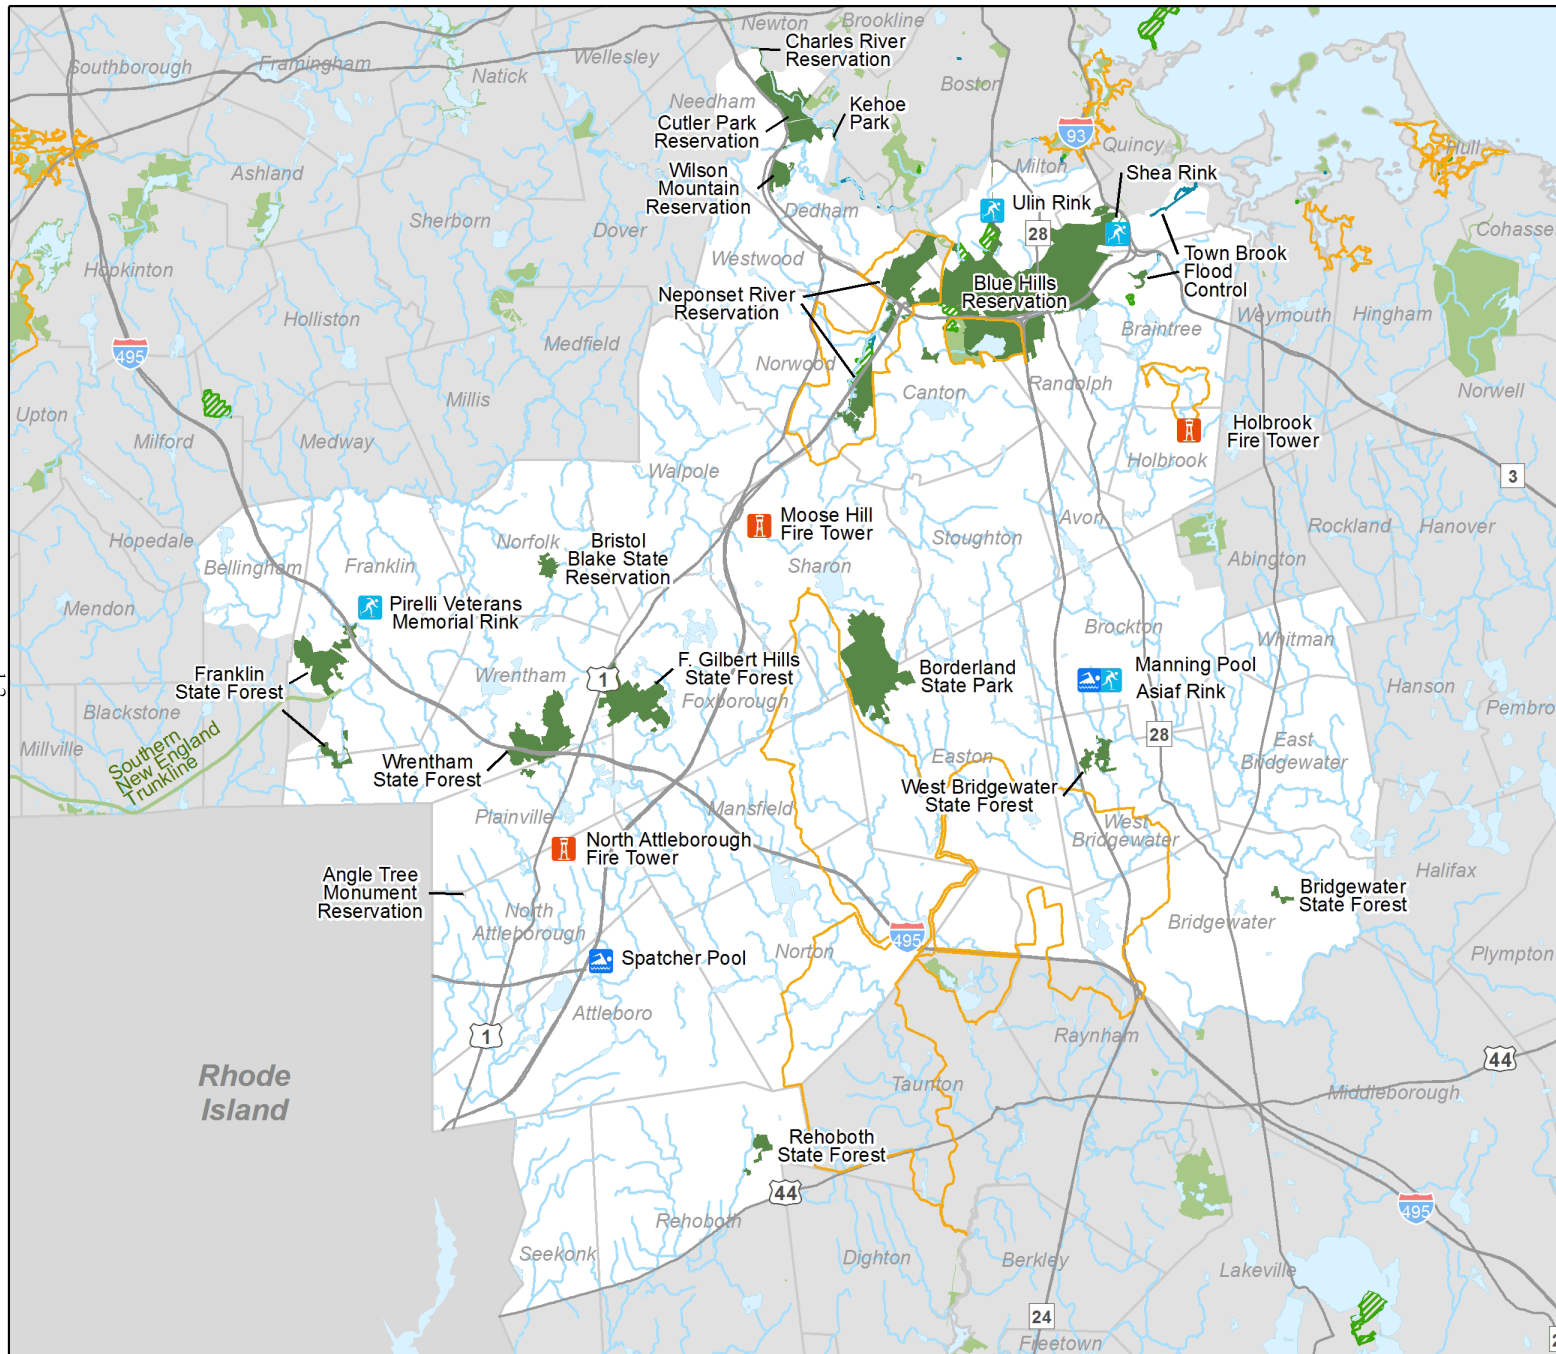 Newton
Brookline
Charles River
Reservation
Southborough
Framingham
Wellesley
Natick
Boston
Needham
Cutler Park
Reservation
Kehoe
Park
93
Quincy
Hull
Milton
Ashland
Wilson
Mountain
Reservation
Shea Rink
Ulin Rink
Sherborn
Dover
Dedham
28
Cohasset
Hopkinton
Westwood
Town Brook
Flood
Control
Neponset River
Reservation
Blue Hills
Reservation
Holliston
Medfield
Braintree
Weymouth
Hingham
495
Norwood
Canton
Randolph
Norwell
Upton
Millis
Milford
Medway
Holbrook
Fire Tower
Holbrook
Walpole
3
Moose Hill
Fire Tower
Avon
Stoughton
Rockland
Hanover
Hopedale
Bellingham
Franklin
Norfolk
Bristol
Blake State
Reservation
Sharon
Abington
Mendon
Pirelli Veterans
Memorial Rink
Brockton
Whitman
Franklin
State Forest
Wrentham
1
F. Gilbert Hills
State Forest
Foxborough
Borderland
State Park
Manning Pool
Asiaf Rink
Hanson
Blackstone
Pembro
Millville
Southern
New England
Trunkline
28
East
Bridgewater
Wrentham
State Forest
Easton
West Bridgewater
State Forest
Plainville
Mansfield
West
Bridgewater
North Attleborough
Fire Tower
Halifax
Angle Tree
Monument
Reservation
North
Attleborough
Bridgewater
State Forest
Bridgewater
495
Norton
Plympton
Spatcher Pool
Attleboro
1
Raynham
44
Rhode
Island
Taunton
Middleborough
Rehoboth
State Forest
44
495
Rehoboth
Seekonk
Dighton
Berkley
Lakeville
24
Freetown